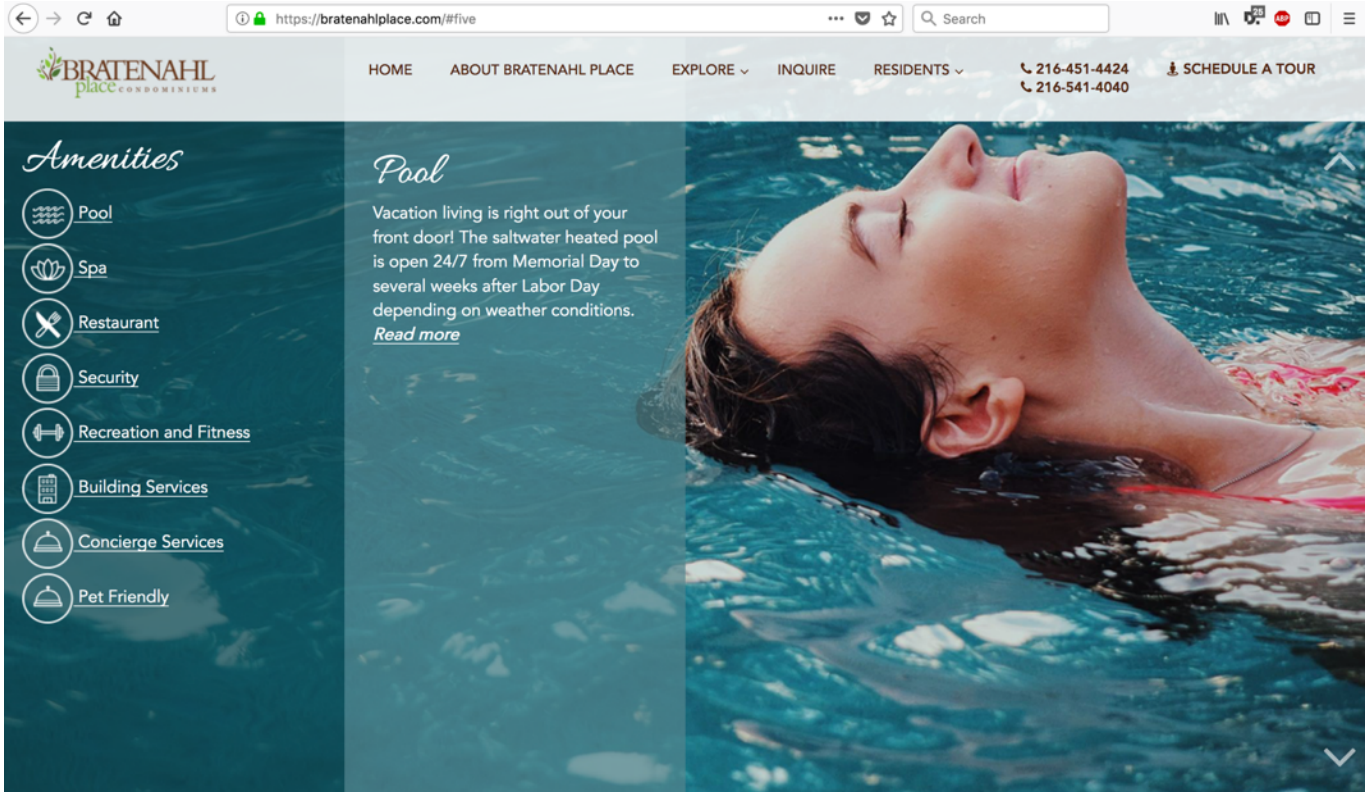 https://bratenahlplace.com/#five
Search
25
ABP
BRATENAHL
place CONDOMINIUMS
HOME
ABOUT BRATENAHL PLACE
EXPLORE
INQUIRE
RESIDENTS
216-451-4424
216-541-4040
SCHEDULE A TOUR
Amenities
Pool
Spa
Restaurant
Security
Recreation and Fitness
Building Services
Concierge Services
Pet Friendly
Pool
Vacation living is right out of your
front door! The saltwater heated pool
is open 24/7 from Memorial Day to
several weeks after Labor Day
depending on weather conditions.
Read more